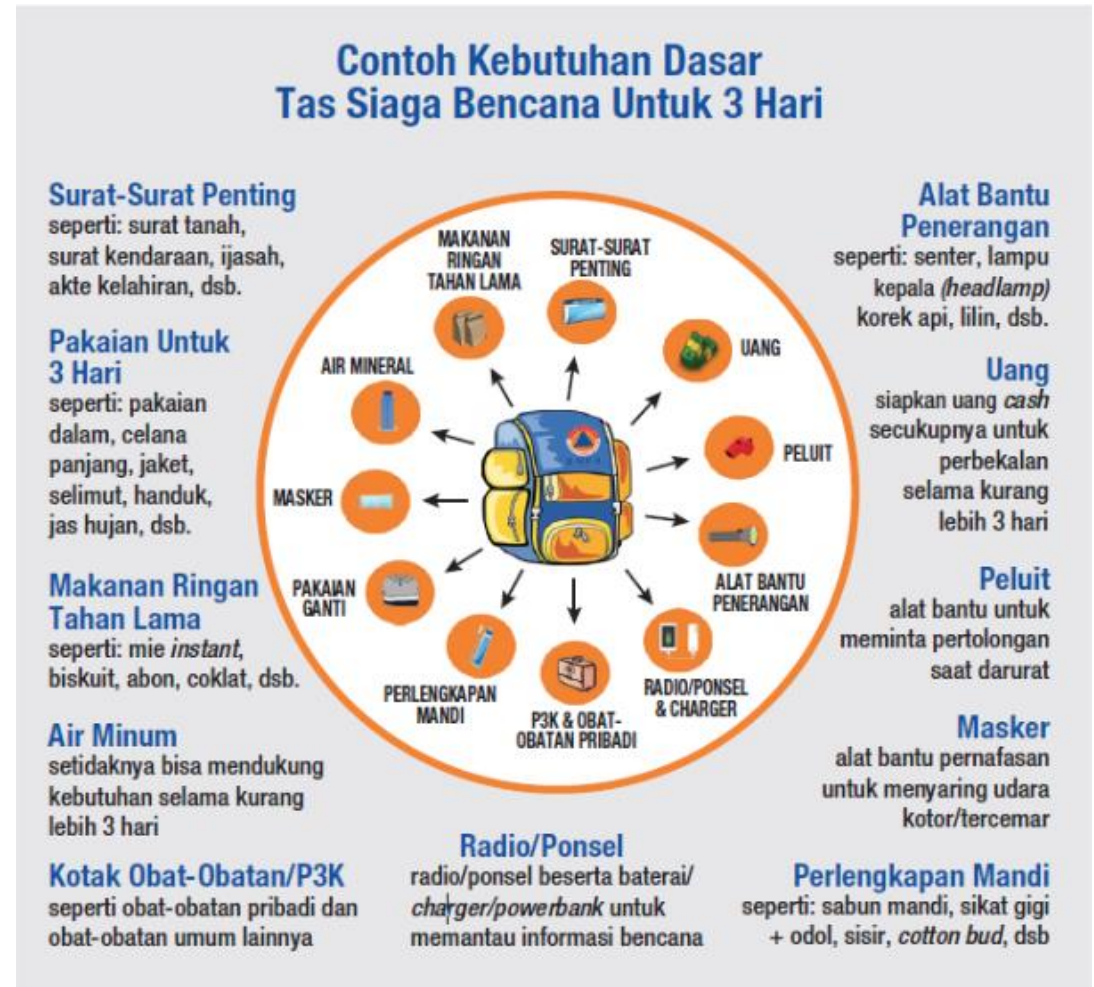 Contoh Kebutuhan Dasar
Tas Siaga Bencana Untuk 3 Hari
Surat-Surat Penting
seperti: surat tanah,
surat kendaraan, ijasah,
akte kelahiran, dsb.
Pakaian Untuk
3 Hari
seperti: pakaian
dalam, celana
panjang, jaket,
selimut, handuk,
jas hujan, dsb.
Makanan Ringan
Tahan Lama
seperti: mie instant,
biskuit, abon, coklat, dsb.
Air Minum
setidaknya bisa mendukung
kebutuhan selama kurang
lebih 3 hari
Kotak Obat-Obatan/P3K
seperti obat-obatan pribadi dan
obat-obatan umum lainnya
MAKANAN
RINGAN
TAHAN LAMA
SURAT-SURAT
PENTING
UANG
AIR MINERAL
PELUIT
MASKER
ALAT BANTU
PENERANGAN
PAKAIAN
GANTI
PERLENGKAPAN
MANDI
P3K & OBAT-
OBATAN PRIBADI
RADIO/PONSEL
& CHARGER
Radio/Ponsel
radio/ponsel beserta baterai/
charger/powerbank untuk
memantau informasi bencana
Alat Bantu
Penerangan
seperti: senter, lampu
kepala (headlamp)
korek api, lilin, dsb.
Uang
siapkan uang cash
secukupnya untuk
perbekalan
selama kurang
lebih 3 hari
Peluit
alat bantu untuk
meminta pertolongan
saat darurat
Masker
alat bantu pernafasan
untuk menyaring udara
kotor/tercemar
Perlengkapan Mandi
seperti: sabun mandi, sikat gigi
+ odol, sisir, cotton bud, dsb